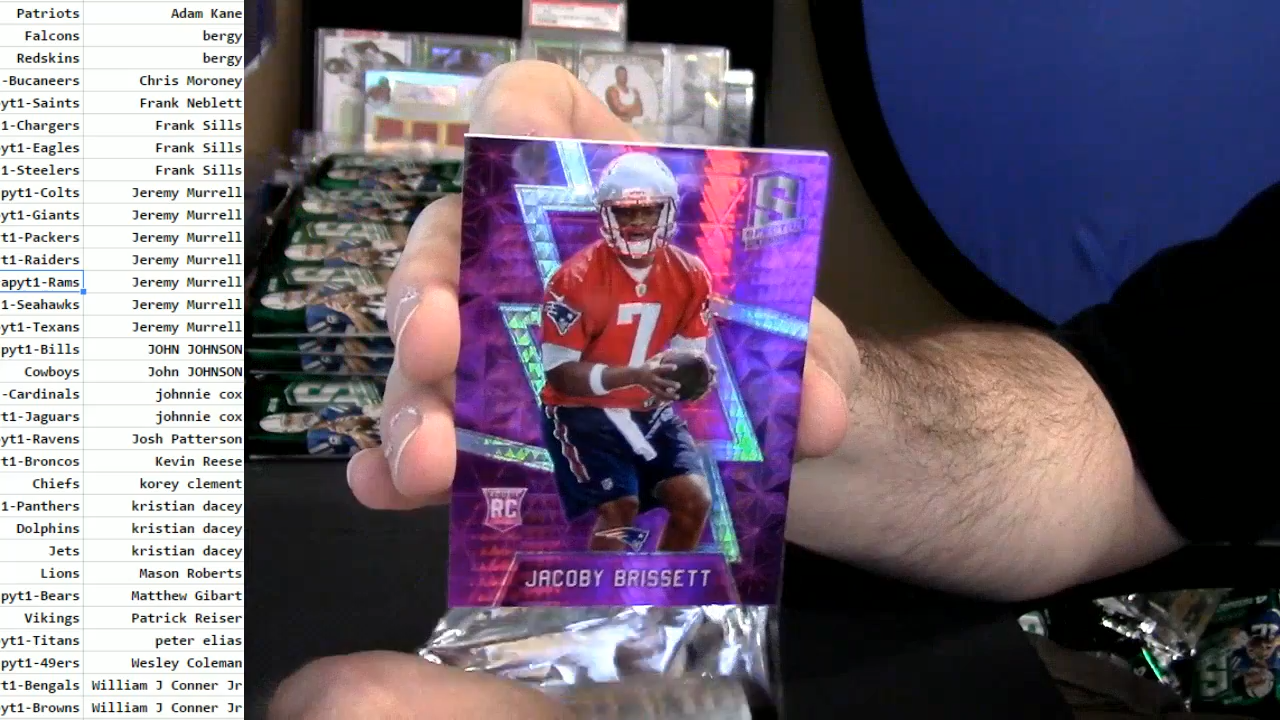 Patriots Adam Kane
Falcons bergy
Redskins bergy
-Bucaneers Chris Moroney
yt1-Saints Frank Neblett
1-Chargers Frank Sills
yt1-Eagles Frank Sills
1-Steelers Frank Sills
apyt1-Colts Jeremy Murrell
yt1-Giants Jeremy Murrell
t1-Packers Jeremy Murrell
t1-Raiders Jeremy Murrell
apyt1-Rams Jeremy Murrell
1-Seahawks Jeremy Murrell
yt1-Texans Jeremy Murrell
pyt1-Bills JOHN JOHNSON
Cowboys John JOHNSON
-Cardinals johnnie cox
t1-Jaguars johnnie cox
yt1-Ravens Josh Patterson
t1-Broncos Kevin Reese
Chiefs korey clement
1-Panthers kristian dacey
Dolphins kristian dacey
Jets kristian dacey
Lions Mason Roberts
pyt1-Bears Matthew Gibart
Vikings Patrick Reiser
yt1-Titans peter elias
pyt1-49ers Wesley Coleman
t1-Bengals William J Conner Jr
yt1-Browns William J Conner Jr
7
RC
JACOBY BRISSETT